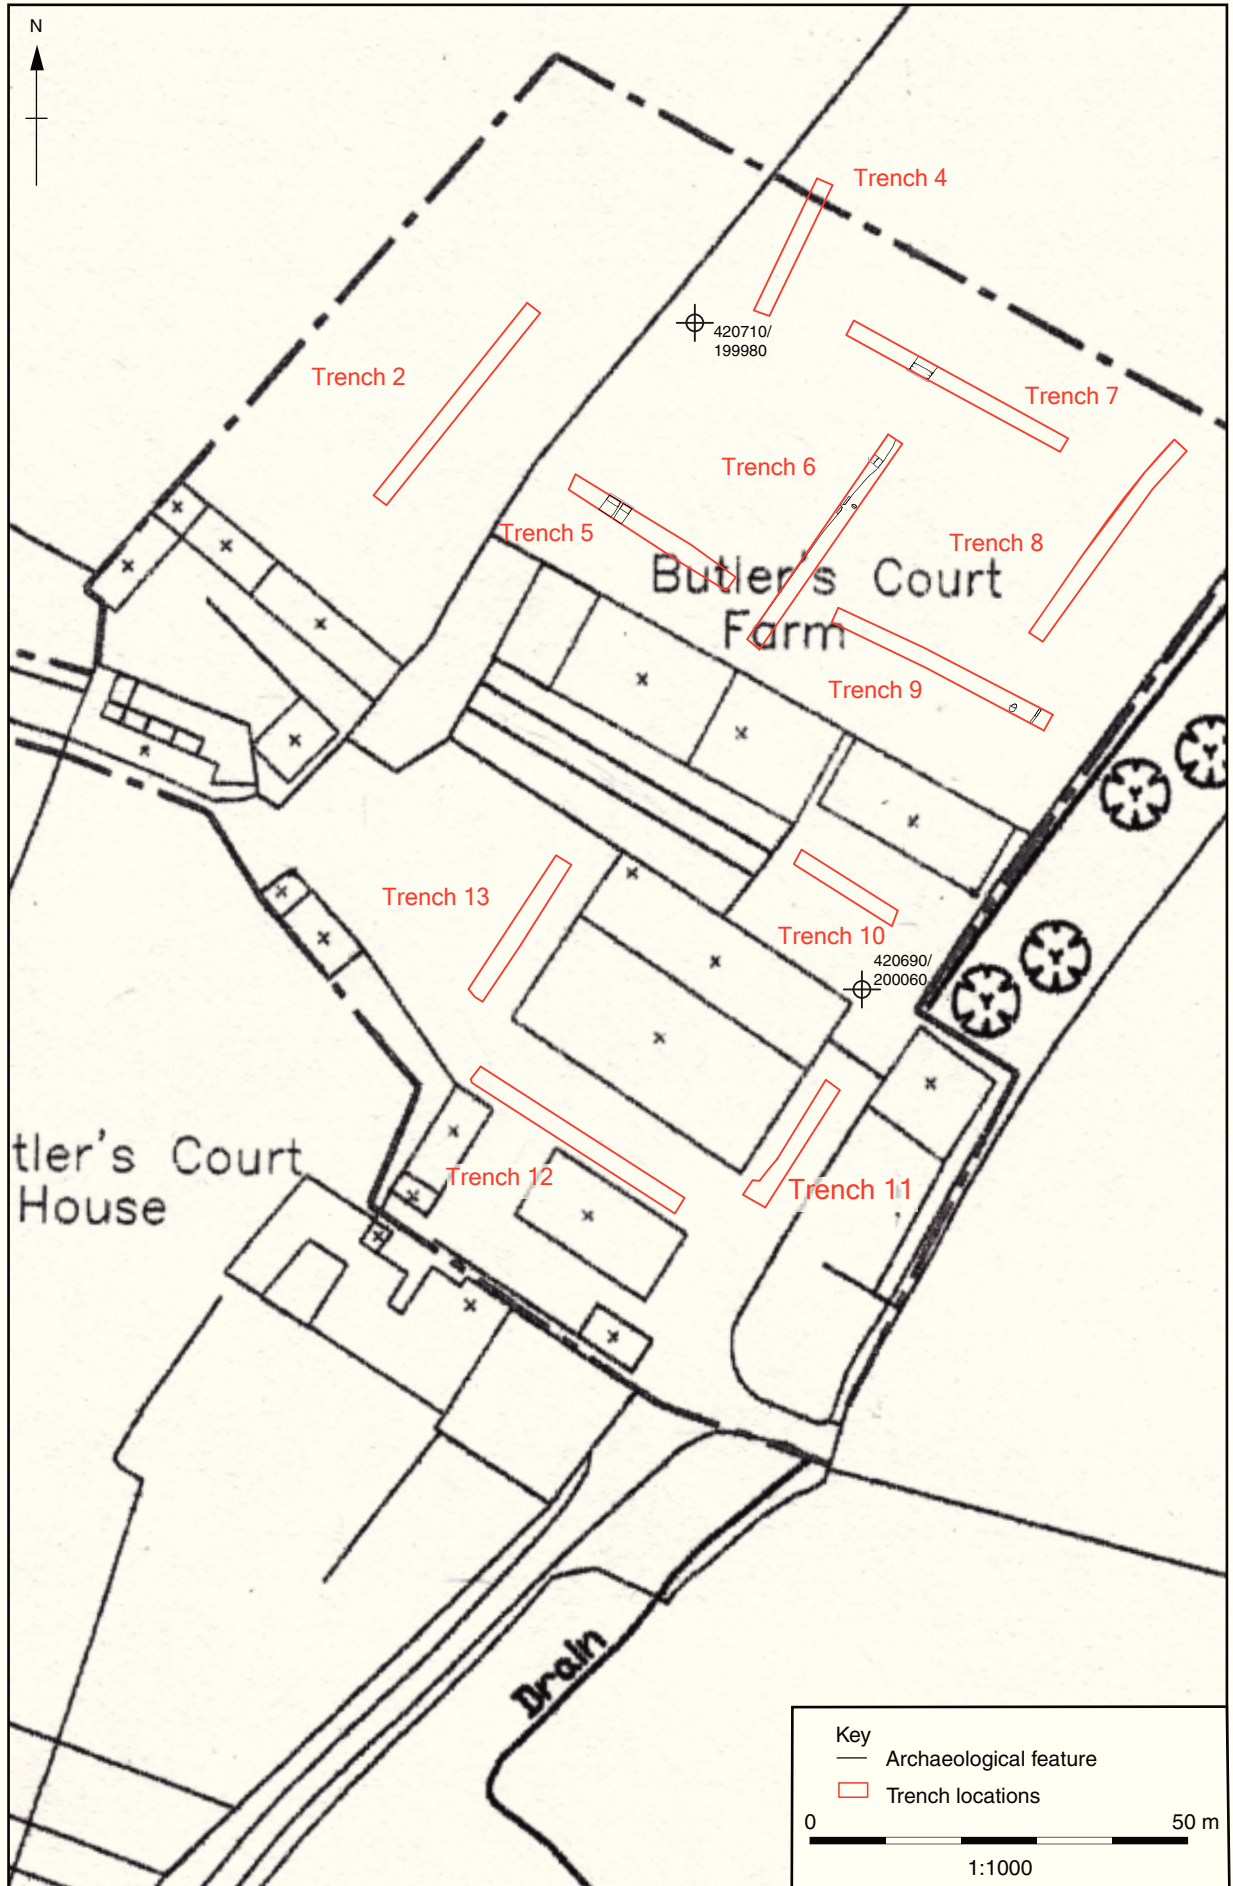 N
Trench 4
420710/
199980
Trench 2
Trench 7
Trench 6
Trench 5
Trench 8
Butler's Court
Farm
Trench 9
Trench 13
Trench 10
420690/
200060
tler's Court
House
Trench 12
Trench 11
Drain
Key
Archaeological feature
Trench locations
0 50 m
1:1000